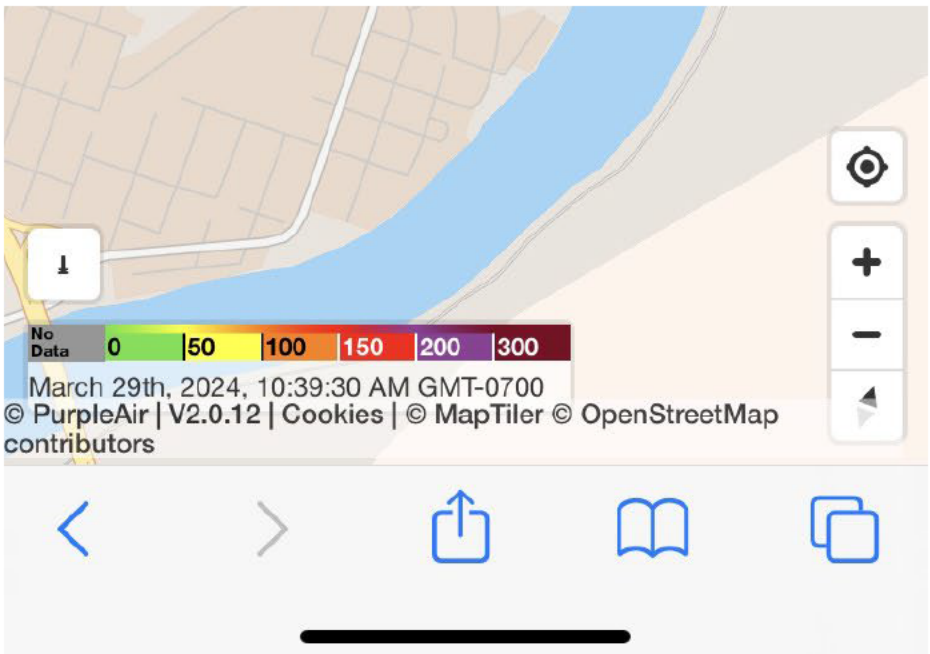 No
Data 0 50 100 150 200 300
March 29th, 2024, 10:39:30 AM GMT-0700
© PurpleAir | V2.0.12 | Cookies | © MapTiler © OpenStreetMap
contributors